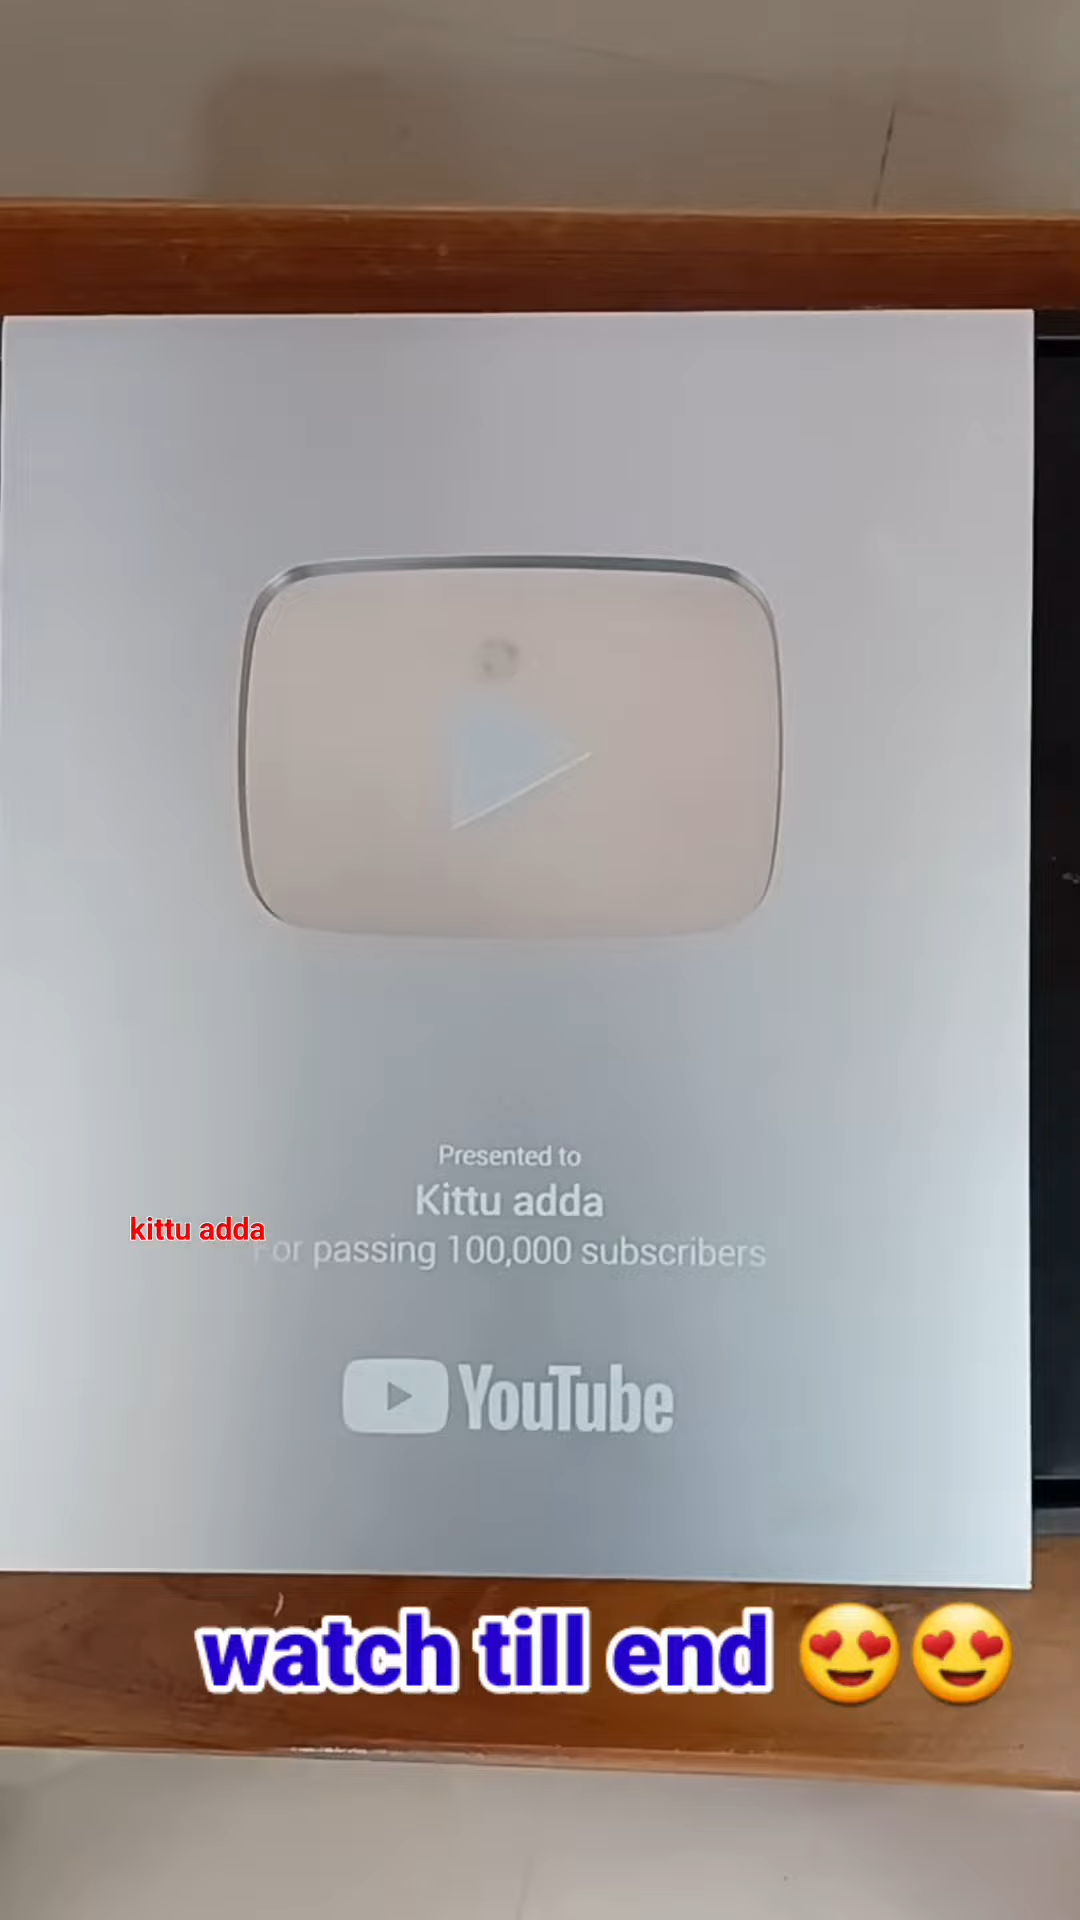 Presented to
Kittu adda
kittu adda
For passing 100,000 subscribers
YouTube
watch till end 😍😍